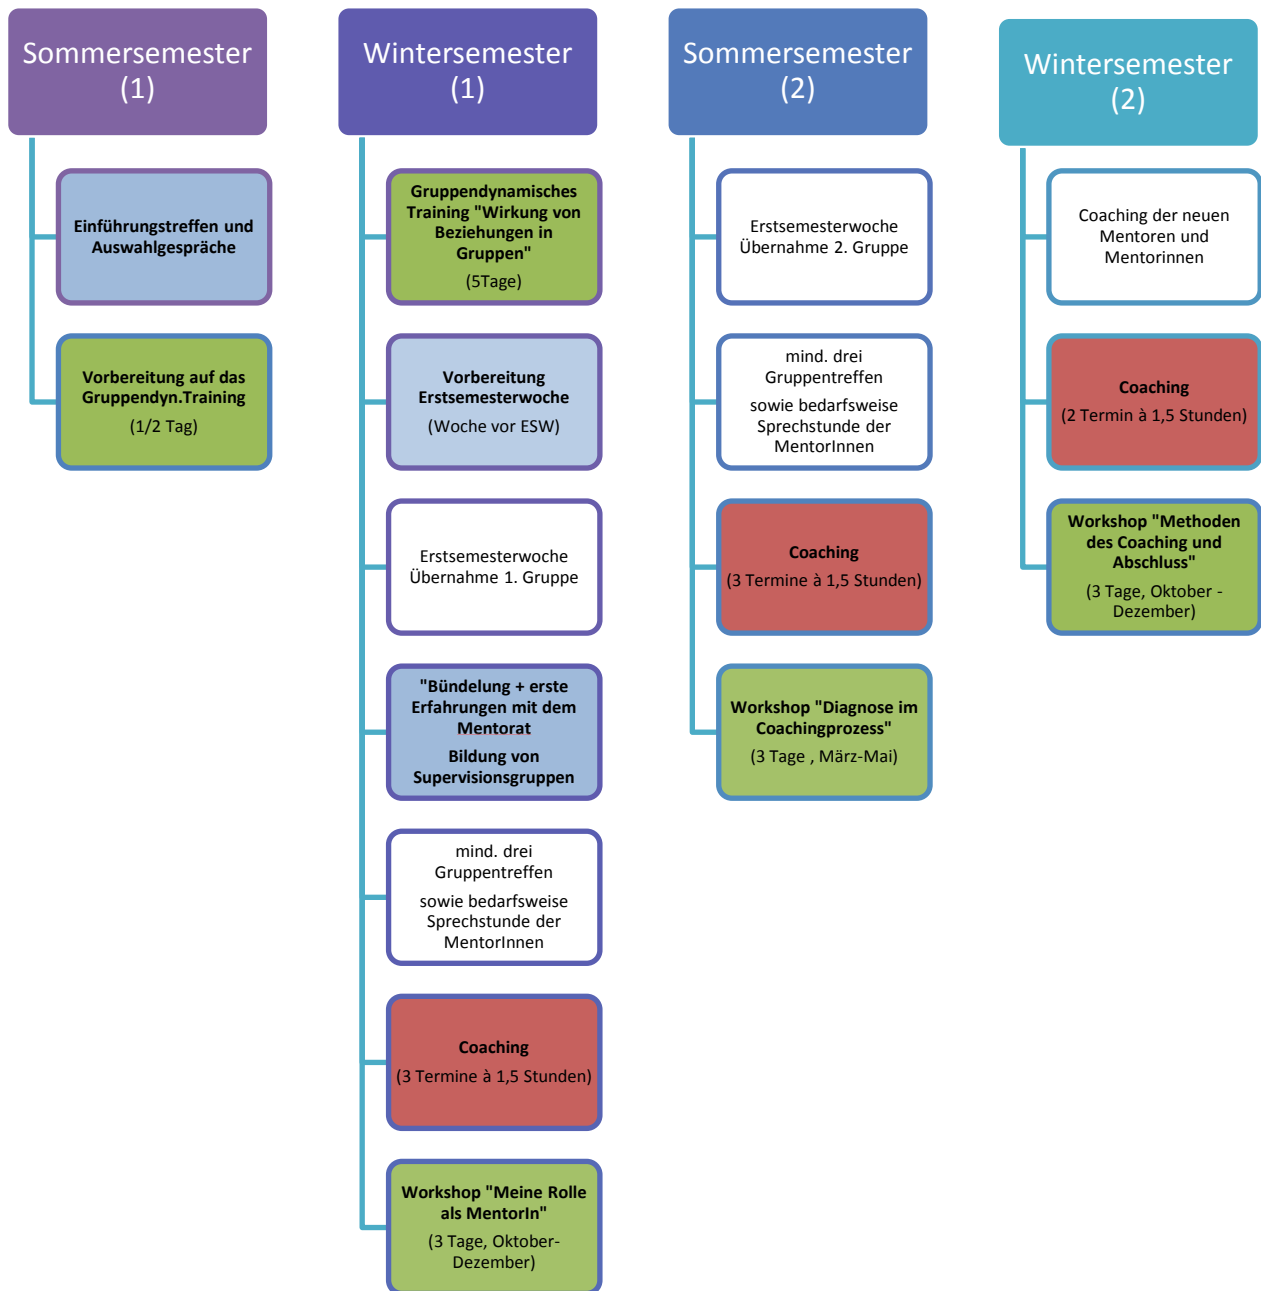 Sommersemester
(1)
Einführungstreffen und
Auswahlgespräche
Vorbereitung auf das
Gruppendyn.Training
(1/2 Tag)
Wintersemester
(1)
Gruppendynamisches
Training "Wirkung von
Beziehungen in
Gruppen"
(5Tage)
Vorbereitung
Erstsemesterwoche
(Woche vor ESW)
Erstsemesterwoche
Übernahme 1. Gruppe
"Bündelung + erste
Erfahrungen mit dem
Mentorat
Bildung von
Supervisionsgruppen
mind. drei
Gruppentreffen
sowie bedarfsweise
Sprechstunde der
MentorInnen
Coaching
(3 Termine à 1,5 Stunden)
Workshop "Meine Rolle
als MentorIn"
(3 Tage, Oktober-
Dezember)
Sommersemester
(2)
Erstsemesterwoche
Übernahme 2. Gruppe
mind. drei
Gruppentreffen
sowie bedarfsweise
Sprechstunde der
MentorInnen
Coaching
(3 Termine à 1,5 Stunden)
Workshop "Diagnose im
Coachingprozess"
(3 Tage , März-Mai)
Wintersemester
(2)
Coaching der neuen
Mentoren und
Mentorinnen
Coaching
(2 Termin à 1,5 Stunden)
Workshop "Methoden
des Coaching und
Abschluss"
(3 Tage, Oktober -
Dezember)